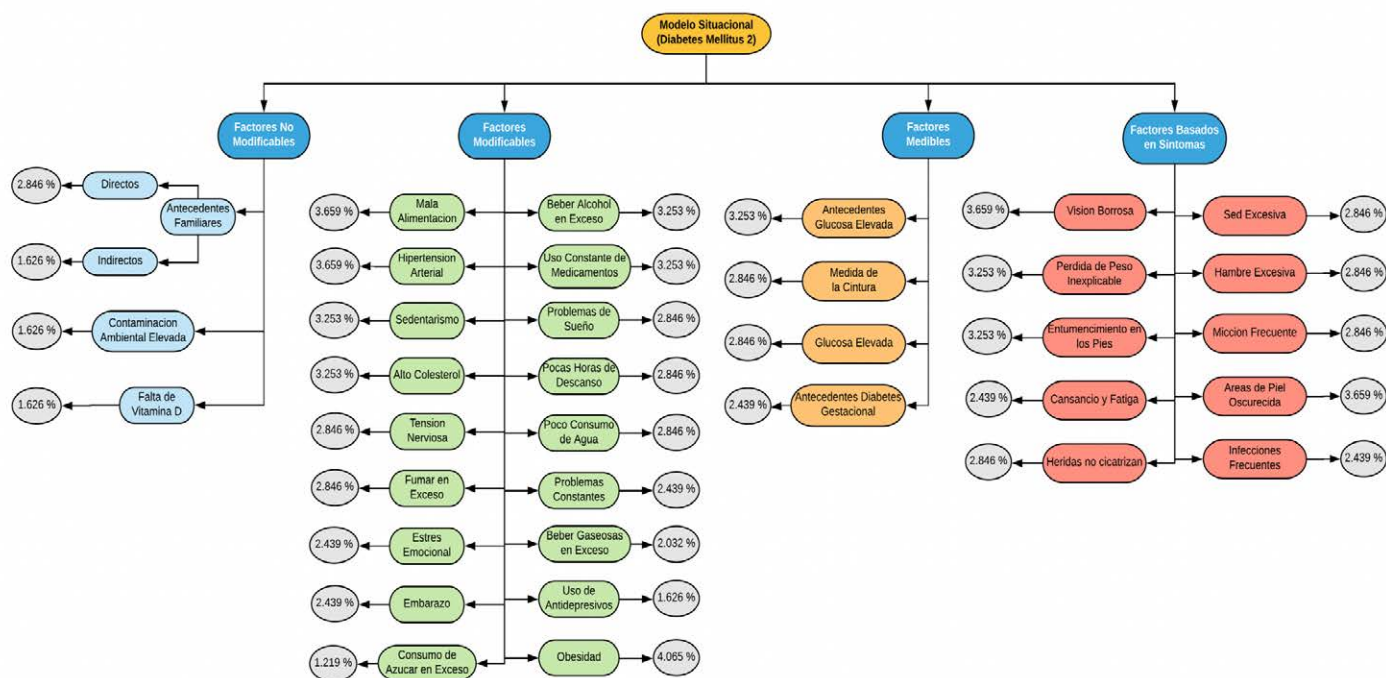 Modelo Situacional
(Diabetes Mellitus 2)
Factores No
Modificables
Factores
Modificables
Factores
Medibles
Factores Basados
en Sintomas
2.846 %
Directos
Antecedentes
Familiares
1.626 %
Indirectos
1.626 %
Contaminacion
Ambiental Elevada
1.626 %
Falta de
Vitamina D
3.659 %
Mala
Alimentacion
Beber Alcohol
en Exceso
3.253 %
3.659 %
Hipertension
Arterial
Uso Constante de
Medicamentos
3.253 %
3.253 %
Sedentarismo
Problemas de
Sueño
2.846 %
3.253 %
Alto Colesterol
Pocas Horas de
Descanso
2.846 %
2.846 %
Tension
Nerviosa
Poco Consumo
de Agua
2.846 %
2.846 %
Fumar en
Exceso
Problemas
Constantes
2.439 %
2.439 %
Estres
Emocional
Beber Gaseosas
en Exceso
2.032 %
2.439 %
Embarazo
Uso de
Antidepresivos
1.626 %
1.219 %
Consumo de
Azucar en Exceso
Obesidad
4.065 %
3.253 %
Antecedentes
Glucosa Elevada
2.846 %
Medida de
la Cintura
2.846 %
Glucosa Elevada
2.439 %
Antecedentes Diabetes
Gestacional
3.659 %
Vision Borrosa
Sed Excesiva
2.846 %
3.253 %
Perdida de Peso
Inexplicable
Hambre Excesiva
2.846 %
3.253 %
Entumencimiento en
los Pies
Miccion Frecuente
2.846 %
2.439 %
Cansancio y Fatiga
Areas de Piel
Oscurecida
3.659 %
2.846 %
Heridas no cicatrizan
Infecciones
Frecuentes
2.439 %